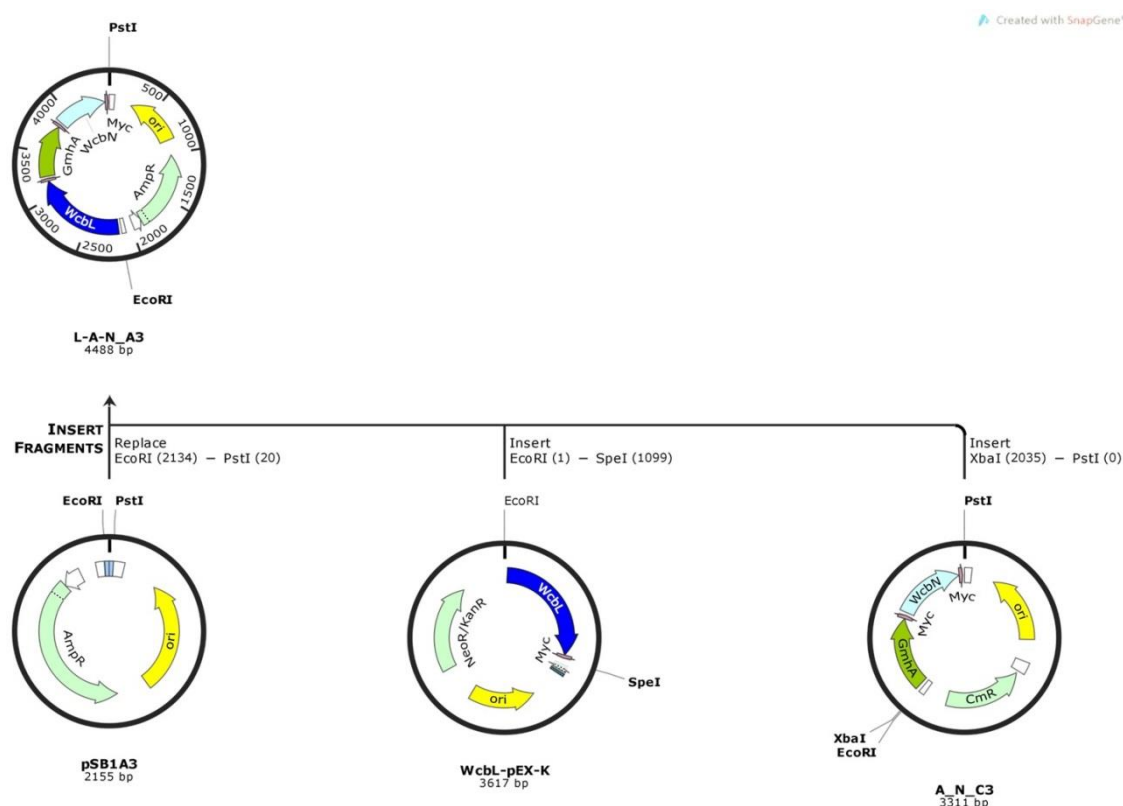 Created with SnapGene
PstI
500
1000
1500
2000
2500
3000
3500
4000
ori
AmpR
WcbL
GmhA
WcbN
Myc
EcoRI
L-A-N_A3
4488 bp
INSERT
FRAGMENTS
Replace
EcoRI (2134) – PstI (20)
Insert
EcoRI (1) – SpeI (1099)
Insert
XbaI (2035) – PstI (0)
EcoRI PstI
AmpR
ori
pSB1A3
2155 bp
EcoRI
WcbL
Myc
NeoR/KanR
ori
SpeI
WcbL-pEX-K
3617 bp
PstI
WcbN
Myc
Myc
GmhA
ori
CmR
XbaI
EcoRI
A_N_C3
3311 bp